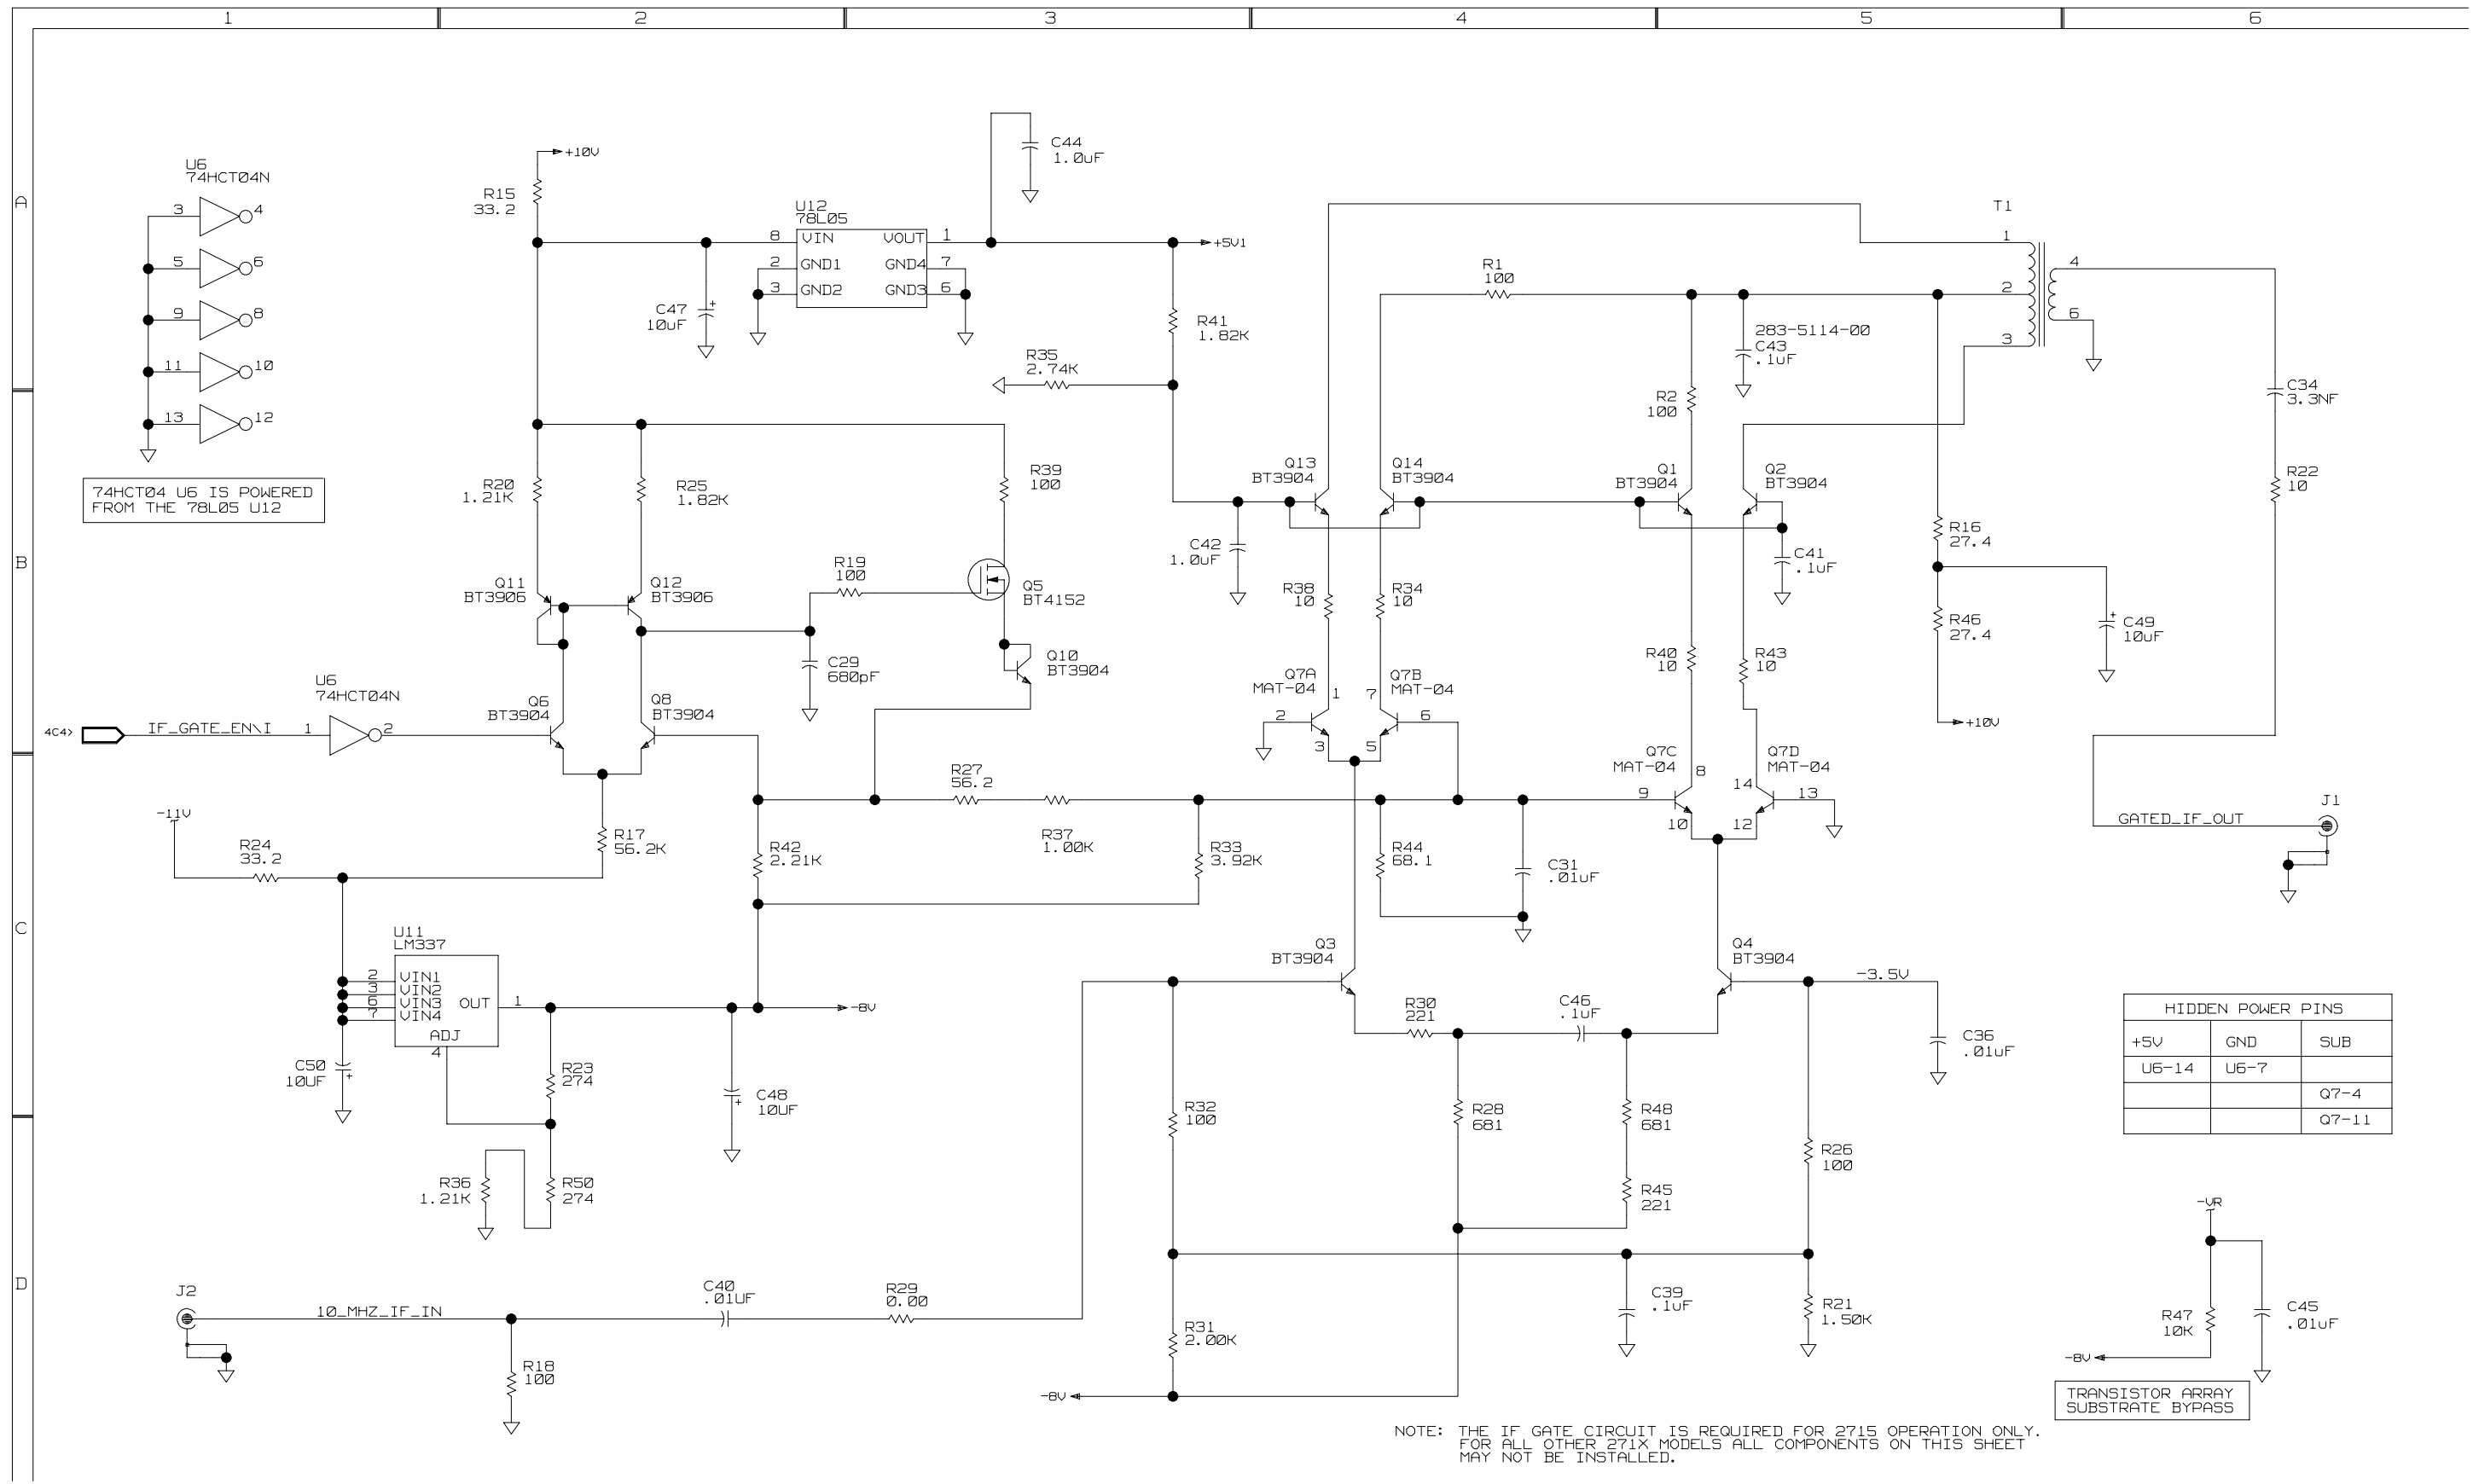 1 2 3 4 5 6
A
B
C
D
U6
74HCT04N
3 4
5 6
9 8
11 10
13 12
74HCT04 U6 IS POWERED
FROM THE 78L05 U12
+10V
R15
33.2
C47
10uF
+
U12
78L05
8 VIN VOUT 1
2 GND1 GND4 7
3 GND2 GND3 6
C44
1.0uF
+5V1
R41
1.82K
R35
2.74K
R20
1.21K
R25
1.82K
R39
100
Q11
BT3906
Q12
BT3906
R19
100
Q5
BT4152
C29
680pF
Q10
BT3904
U6
74HCT04N
4C4>
IF_GATE_EN\I
1 2
Q6
BT3904
Q8
BT3904
R17
56.2K
-11V
R24
33.2
R27
56.2
R37
1.00K
R42
2.21K
R33
3.92K
R44
68.1
C31
.01uF
U11
LM337
2 VIN1
3 VIN2
6 VIN3
7 VIN4
OUT 1
ADJ
4
-8V
C50
10UF
+
R23
274
C48
10UF
+
R36
1.21K
R50
274
J2
10_MHZ_IF_IN
R18
100
C40
.01UF
R29
0.00
T1
1
2
3
4
6
R1
100
283-5114-00
C43
.1uF
R2
100
C34
3.3NF
R22
10
Q13
BT3904
Q14
BT3904
Q1
BT3904
Q2
BT3904
C42
1.0uF
C41
.1uF
R16
27.4
R46
27.4
+10V
C49
10uF
+
R38
10
R34
10
R40
10
R43
10
Q7A
MAT-04
1
2
3
Q7B
MAT-04
7
6
5
Q7C
MAT-04
8
9
10
Q7D
MAT-04
14
13
12
J1
GATED_IF_OUT
Q3
BT3904
Q4
BT3904
-3.5V
R30
221
C46
.1uF
C36
.01uF
R32
100
R28
681
R48
681
R45
221
R26
100
C39
.1uF
R21
1.50K
R31
2.00K
-8V
HIDDEN POWER PINS
+5V GND SUB
U6-14 U6-7
Q7-4
Q7-11
-VR
R47
10K
C45
.01uF
-8V
TRANSISTOR ARRAY
SUBSTRATE BYPASS
NOTE: THE IF GATE CIRCUIT IS REQUIRED FOR 2715 OPERATION ONLY.
FOR ALL OTHER 271X MODELS ALL COMPONENTS ON THIS SHEET
MAY NOT BE INSTALLED.